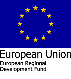 European Union
European Regional
Development Fund